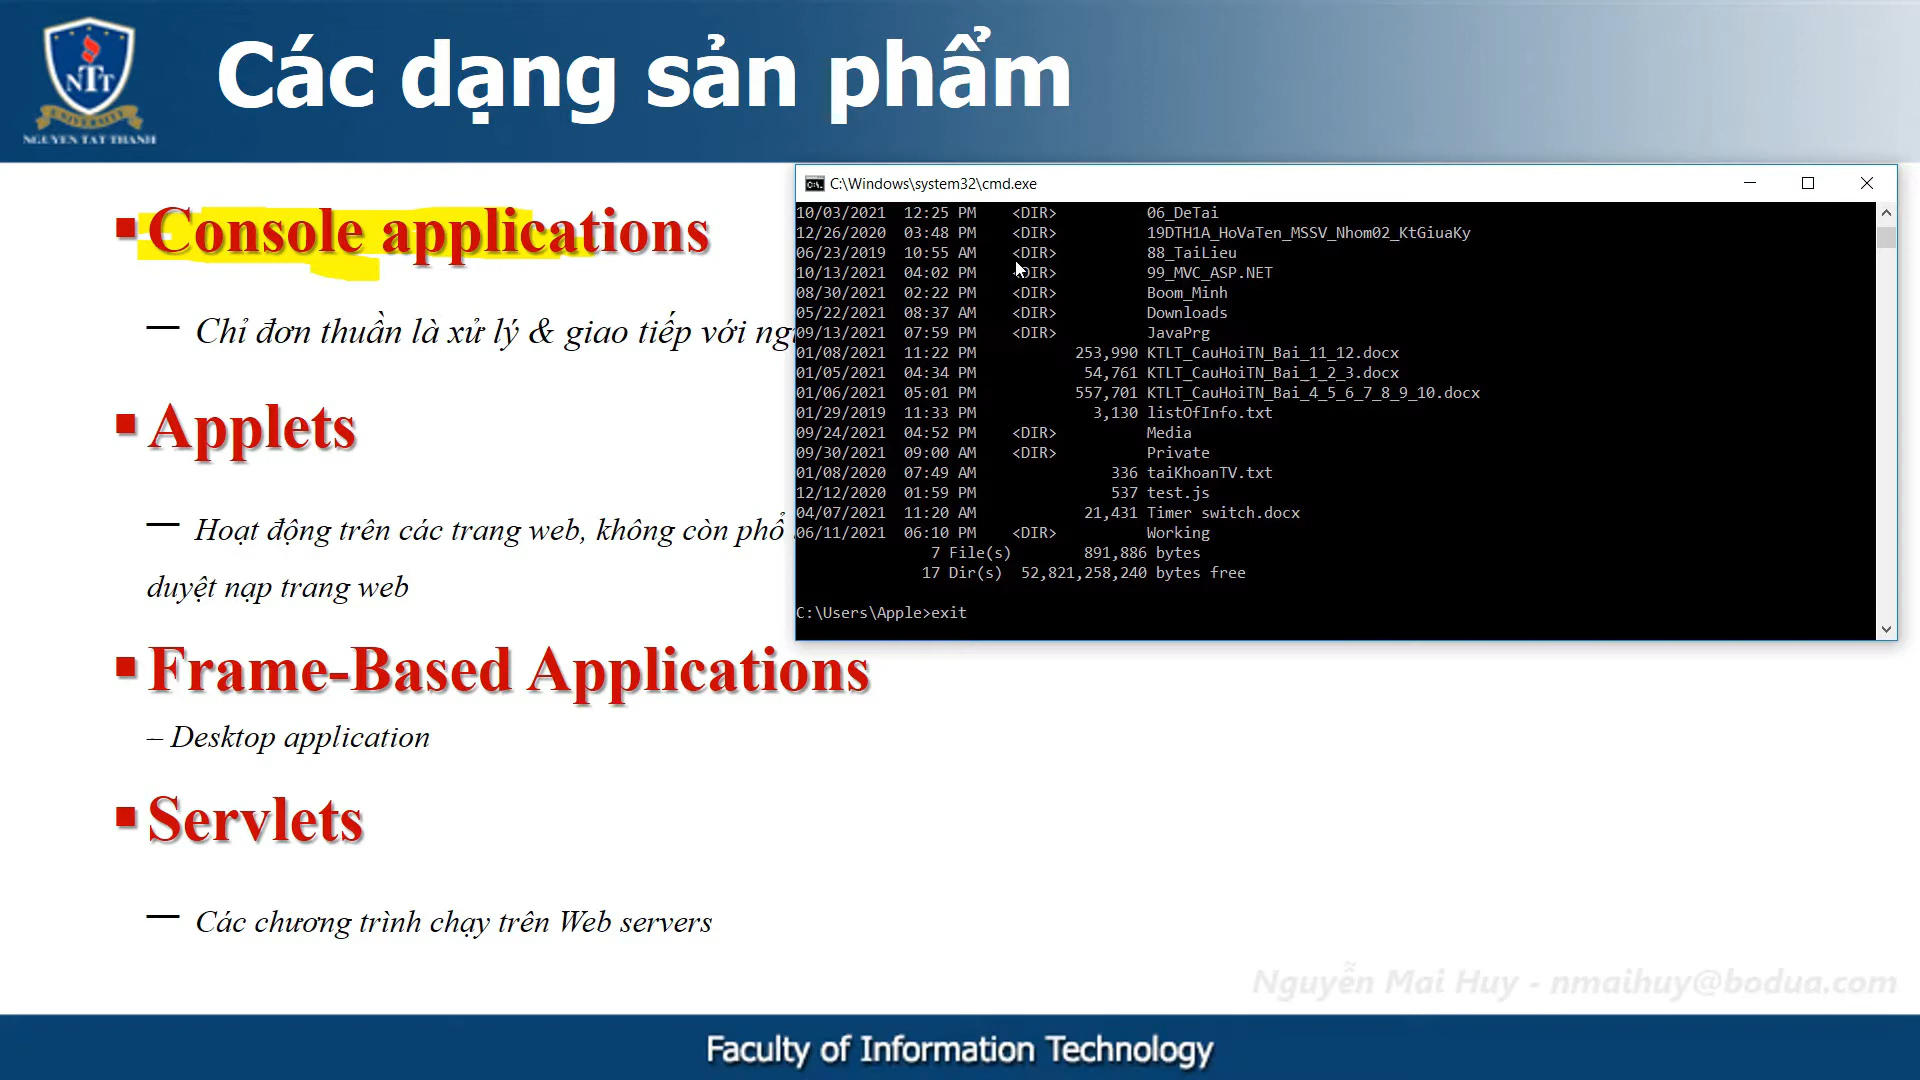 NTT
UNIVERSITY
NGUYEN TAT THANH
Các dạng sản phẩm
▪ Console applications
— Chỉ đơn thuần là xử lý & giao tiếp với
▪ Applets
— Hoạt động trên các trang web, không còn phổ
duyệt nạp trang web
▪ Frame-Based Applications
– Desktop application
▪ Servlets
— Các chương trình chạy trên Web servers
C:\Windows\system32\cmd.exe
10/03/2021  12:25 PM    <DIR>          06_DeTai
12/26/2020  03:48 PM    <DIR>          19DTH1A_HoVaTen_MSSV_Nhom02_KtGiuaKy
06/23/2019  10:55 AM    <DIR>          88_TaiLieu
10/13/2021  04:02 PM    <DIR>          99_MVC_ASP.NET
08/30/2021  02:22 PM    <DIR>          Boom_Minh
05/22/2021  08:37 AM    <DIR>          Downloads
09/13/2021  07:59 PM    <DIR>          JavaPrg
01/08/2021  11:22 PM           253,990 KTLT_CauHoiTN_Bai_11_12.docx
01/05/2021  04:34 PM            54,761 KTLT_CauHoiTN_Bai_1_2_3.docx
01/06/2021  05:01 PM           557,701 KTLT_CauHoiTN_Bai_4_5_6_7_8_9_10.docx
01/29/2019  11:33 PM             3,130 listOfInfo.txt
09/24/2021  04:52 PM    <DIR>          Media
09/30/2021  09:00 AM    <DIR>          Private
01/08/2020  07:49 AM               336 taiKhoanTV.txt
12/12/2020  01:59 PM               537 test.js
04/07/2021  11:20 AM            21,431 Timer switch.docx
06/11/2021  06:10 PM    <DIR>          Working
7 File(s)        891,886 bytes
17 Dir(s)  52,821,258,240 bytes free
C:\Users\Apple>exit
Nguyễn Mai Huy - nmaihuy@bodua.com
Faculty of Information Technology